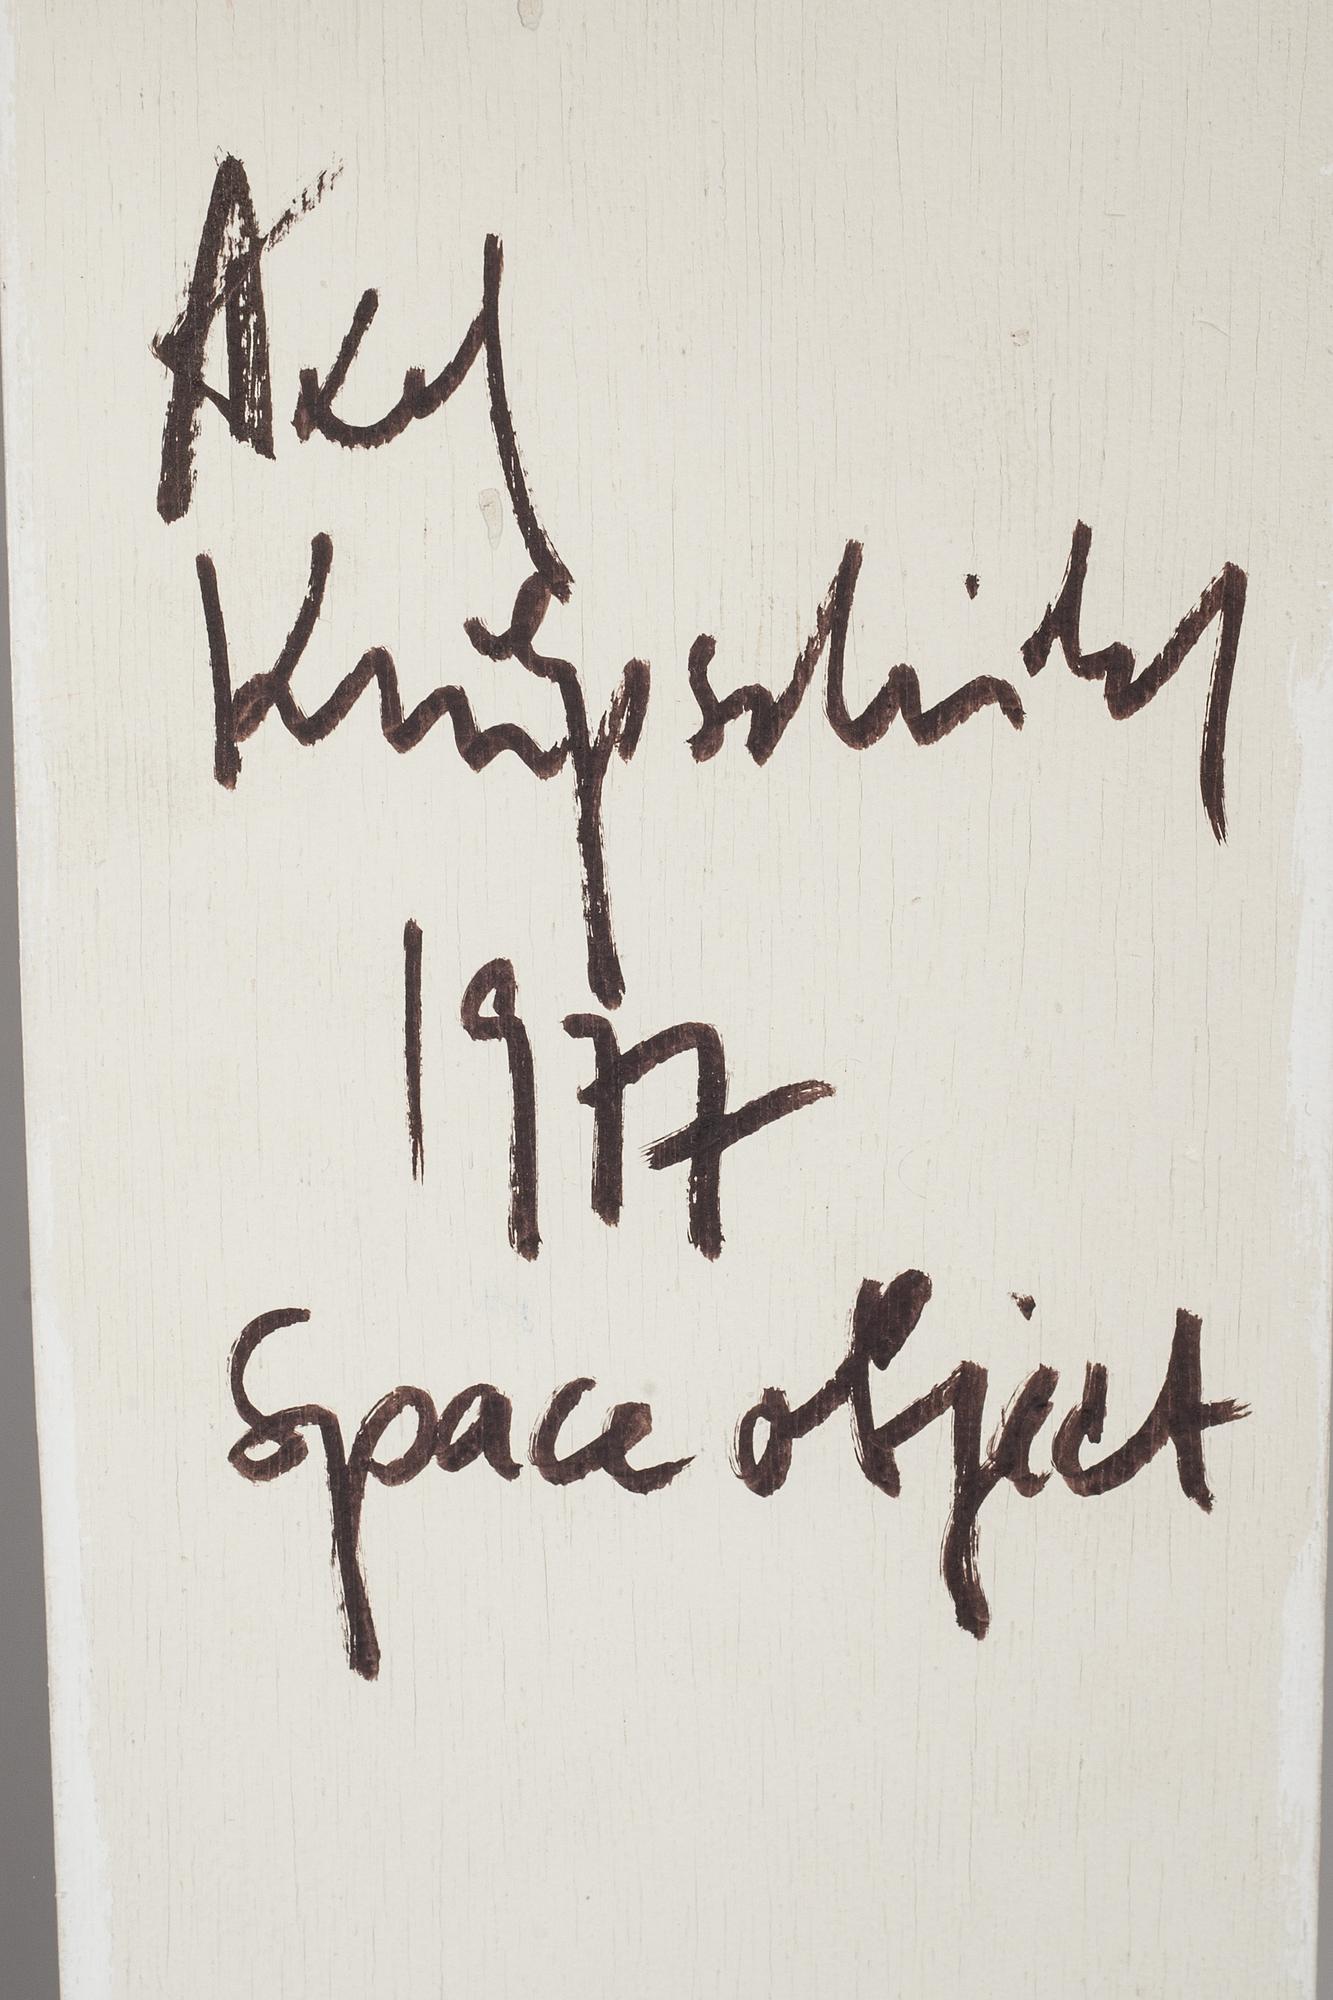 Axel
Knipschild
1977
Space object